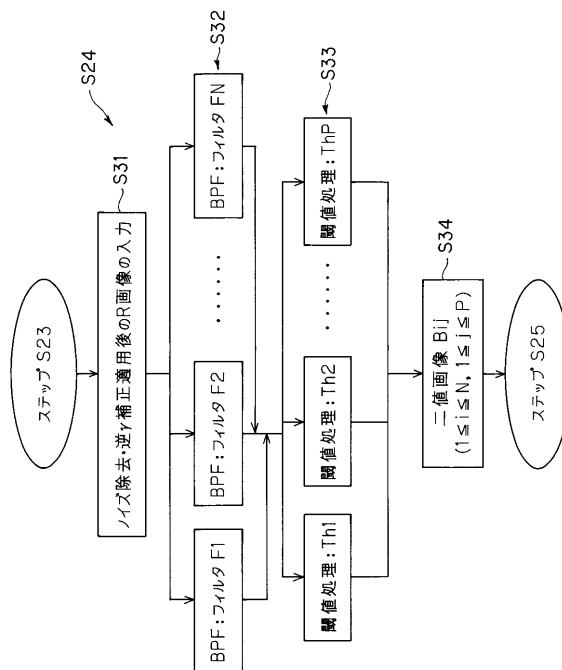 S24
ステップ S23
S31
ノイズ除去・逆γ補正適用後のR画像の入力
S32
BPF:フィルタ F1
BPF:フィルタ F2
······
BPF:フィルタ FN
S33
閾値処理:Th1
閾値処理:Th2
······
閾値処理:ThP
S34
二値画像 Bij
(1≦i≦N,1≦j≦P)
ステップ S25